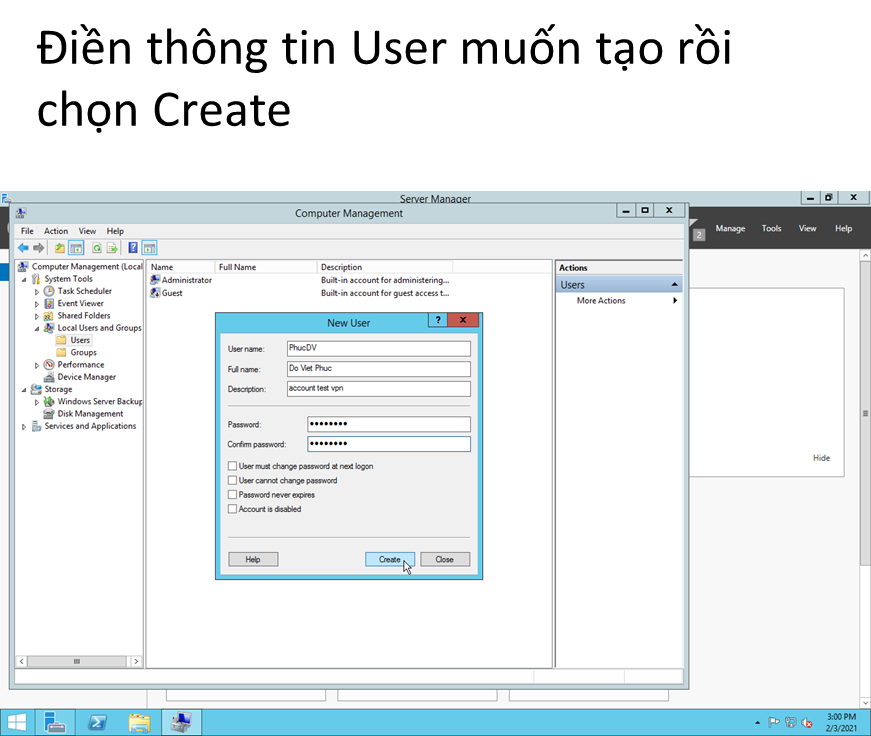 Điền thông tin User muốn tạo rồi
chọn Create
Server Manager
Computer Management
File Action View Help
2 Manage Tools View Help
Computer Management (Local
System Tools
Task Scheduler
Event Viewer
Shared Folders
Local Users and Groups
Users
Groups
Performance
Device Manager
Storage
Windows Server Backup
Disk Management
Services and Applications
Name Full Name Description
Administrator Built-in account for administering...
Guest Built-in account for guest access t...
Actions
Users
More Actions
New User
User name: PhucDV
Full name: Do Viet Phuc
Description: account test vpn
Password: ••••••••
Confirm password: ••••••••
User must change password at next logon
User cannot change password
Password never expires
Account is disabled
Help Create Close
Hide
3:00 PM
2/3/2021